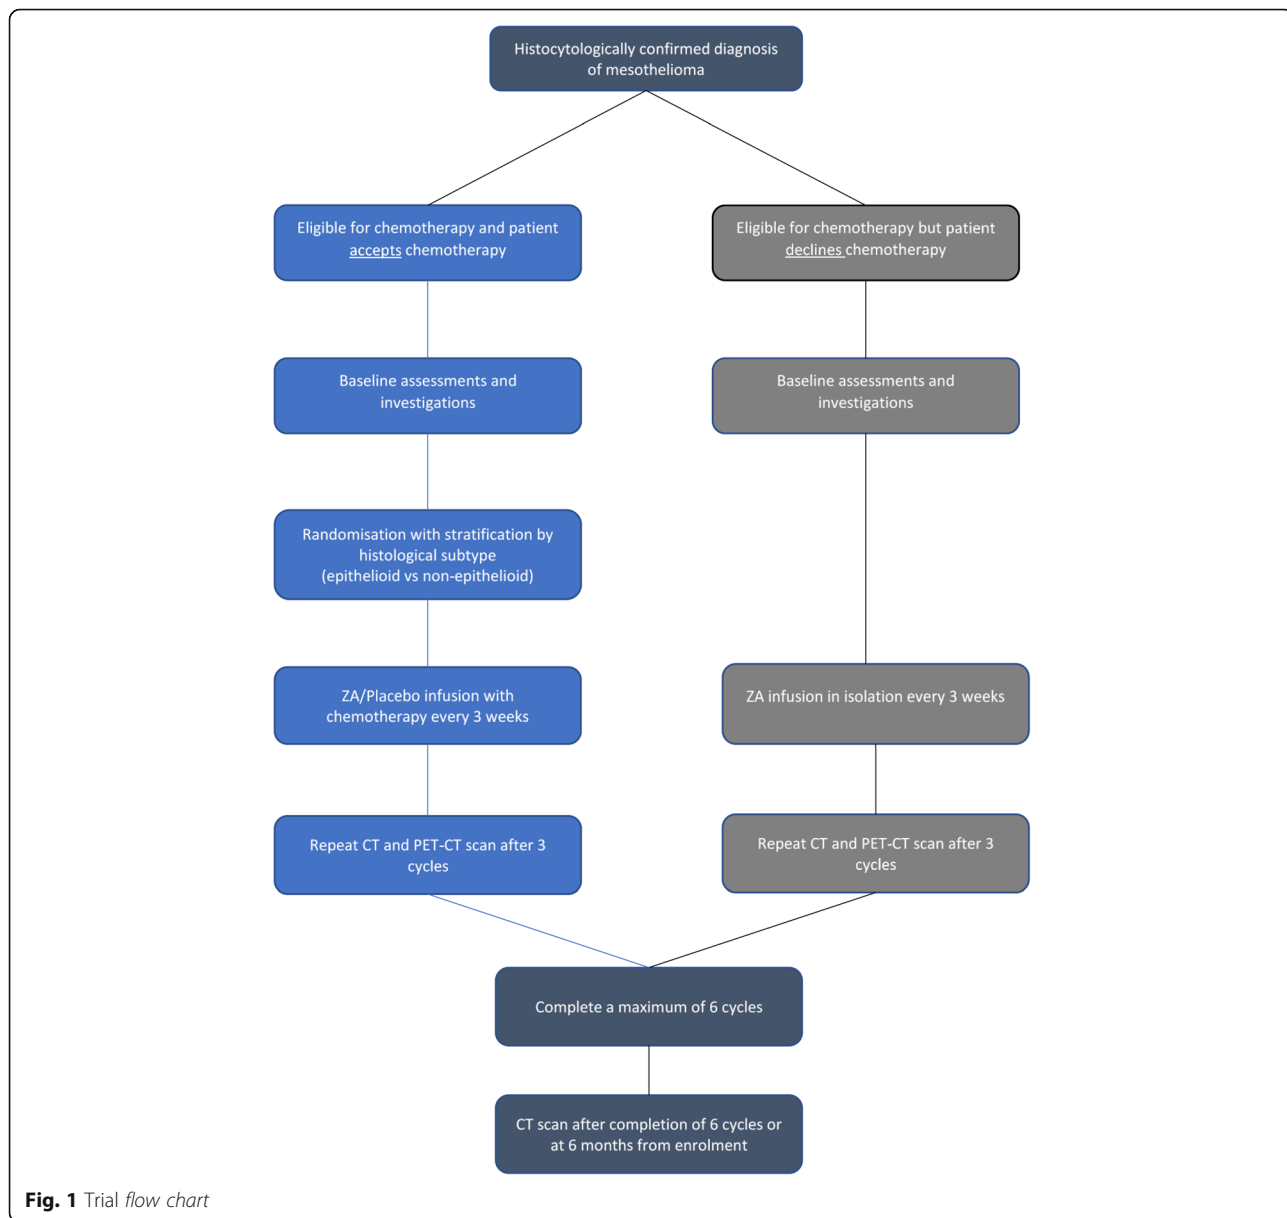 Histocytologically confirmed diagnosis
of mesothelioma
Eligible for chemotherapy and patient
accepts chemotherapy
Eligible for chemotherapy but patient
declines chemotherapy
Baseline assessments and
investigations
Baseline assessments and
investigations
Randomisation with stratification by
histological subtype
(epithelioid vs non-epithelioid)
ZA/Placebo infusion with
chemotherapy every 3 weeks
ZA infusion in isolation every 3 weeks
Repeat CT and PET-CT scan after 3
cycles
Repeat CT and PET-CT scan after 3
cycles
Complete a maximum of 6 cycles
CT scan after completion of 6 cycles or
at 6 months from enrolment
Fig. 1 Trial flow chart